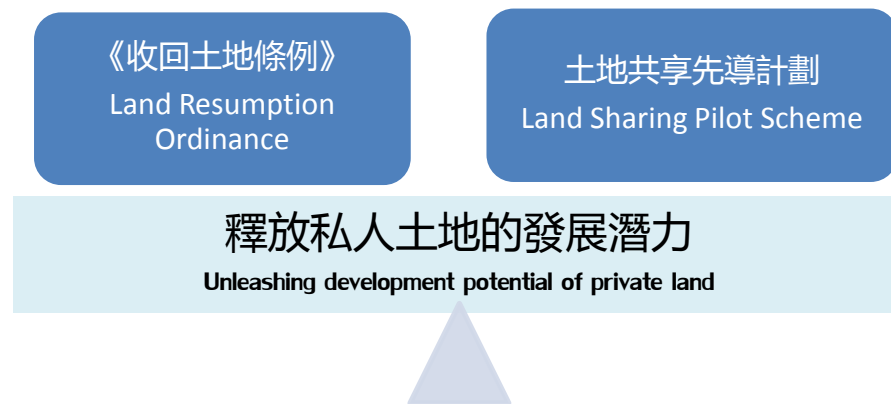 《收回土地條例》
Land Resumption
Ordinance
土地共享先導計劃
Land Sharing Pilot Scheme
釋放私人土地的發展潛力
Unleashing development potential of private land